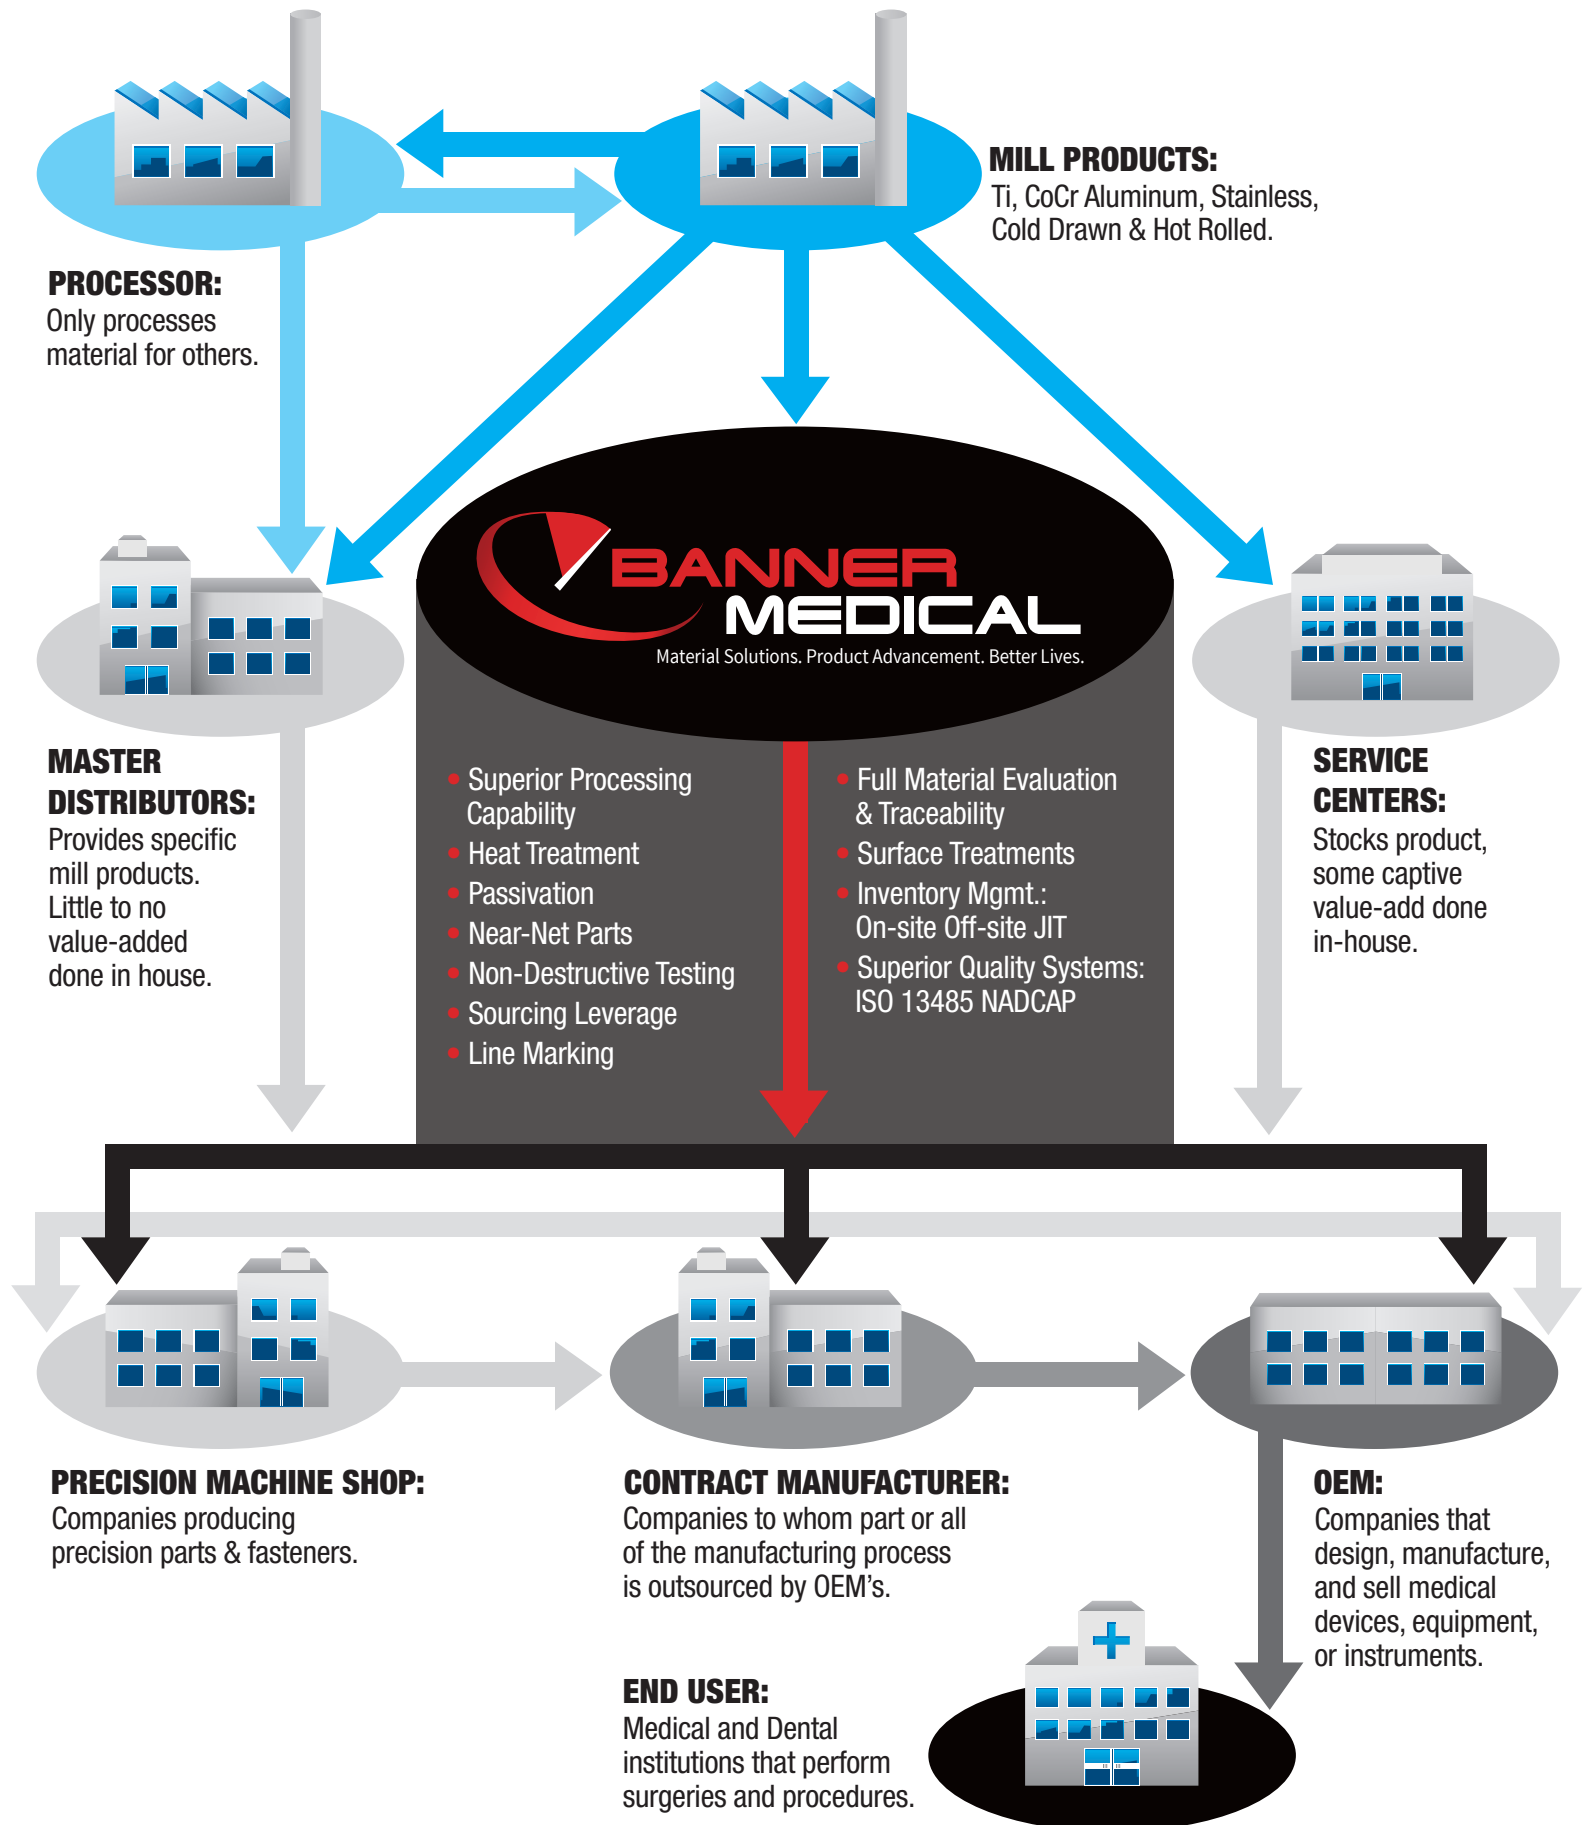 MILL PRODUCTS:
Ti, CoCr Aluminum, Stainless,
Cold Drawn & Hot Rolled.
PROCESSOR:
Only processes
material for others.
BANNER
MEDICAL
Material Solutions. Product Advancement. Better Lives.
MASTER
DISTRIBUTORS:
Provides specific
mill products.
Little to no
value-added
done in house.
• Superior Processing
Capability
• Heat Treatment
• Passivation
• Near-Net Parts
• Non-Destructive Testing
• Sourcing Leverage
• Line Marking
• Full Material Evaluation
& Traceability
• Surface Treatments
• Inventory Mgmt.:
On-site Off-site JIT
• Superior Quality Systems:
ISO 13485 NADCAP
SERVICE
CENTERS:
Stocks product,
some captive
value-add done
in-house.
PRECISION MACHINE SHOP:
Companies producing
precision parts & fasteners.
CONTRACT MANUFACTURER:
Companies to whom part or all
of the manufacturing process
is outsourced by OEM's.
OEM:
Companies that
design, manufacture,
and sell medical
devices, equipment,
or instruments.
END USER:
Medical and Dental
institutions that perform
surgeries and procedures.